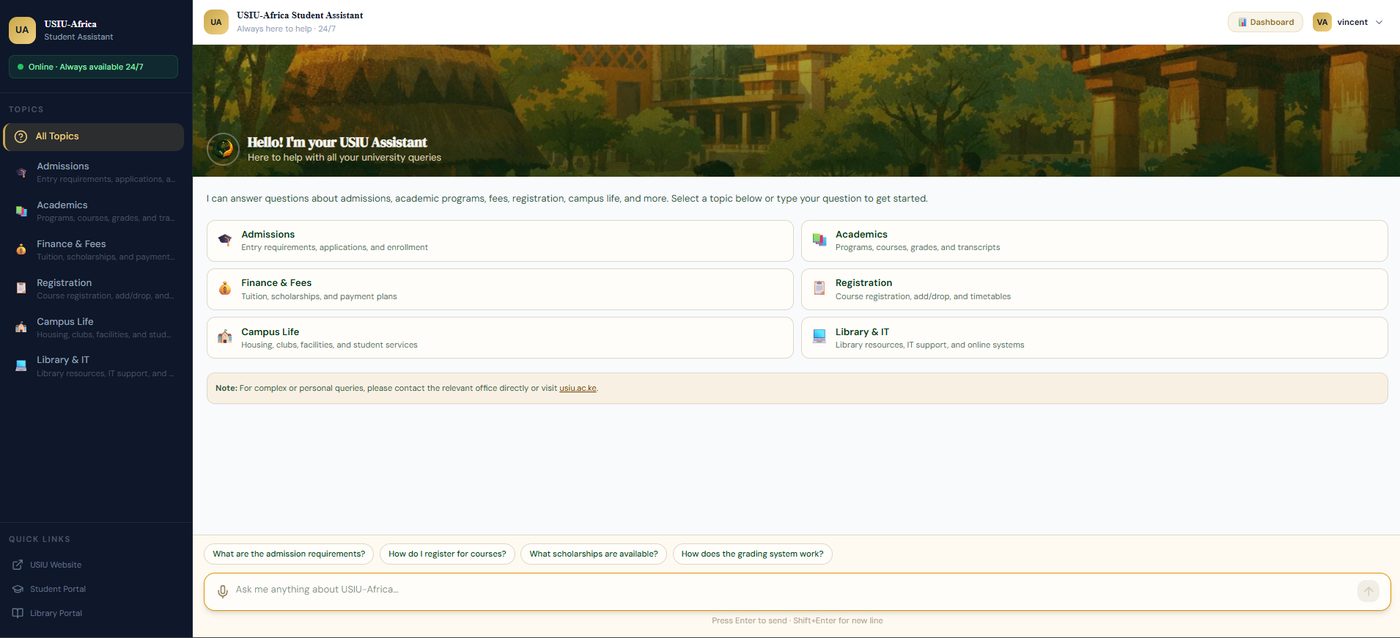 UA
USIU-Africa
Student Assistant
Online · Always available 24/7
TOPICS
All Topics
Admissions
Entry requirements, applications, a...
Academics
Programs, courses, grades, and tra...
Finance & Fees
Tuition, scholarships, and payment...
Registration
Course registration, add/drop, and...
Campus Life
Housing, clubs, facilities, and stud...
Library & IT
Library resources, IT support, and ...
QUICK LINKS
USIU Website
Student Portal
Library Portal
UA
USIU-Africa Student Assistant
Always here to help · 24/7
Dashboard
VA
vincent
Hello! I'm your USIU Assistant
Here to help with all your university queries
I can answer questions about admissions, academic programs, fees, registration, campus life, and more. Select a topic below or type your question to get started.
Admissions
Entry requirements, applications, and enrollment
Academics
Programs, courses, grades, and transcripts
Finance & Fees
Tuition, scholarships, and payment plans
Registration
Course registration, add/drop, and timetables
Campus Life
Housing, clubs, facilities, and student services
Library & IT
Library resources, IT support, and online systems
Note: For complex or personal queries, please contact the relevant office directly or visit usiu.ac.ke.
What are the admission requirements?
How do I register for courses?
What scholarships are available?
How does the grading system work?
Ask me anything about USIU-Africa...
Press Enter to send · Shift+Enter for new line